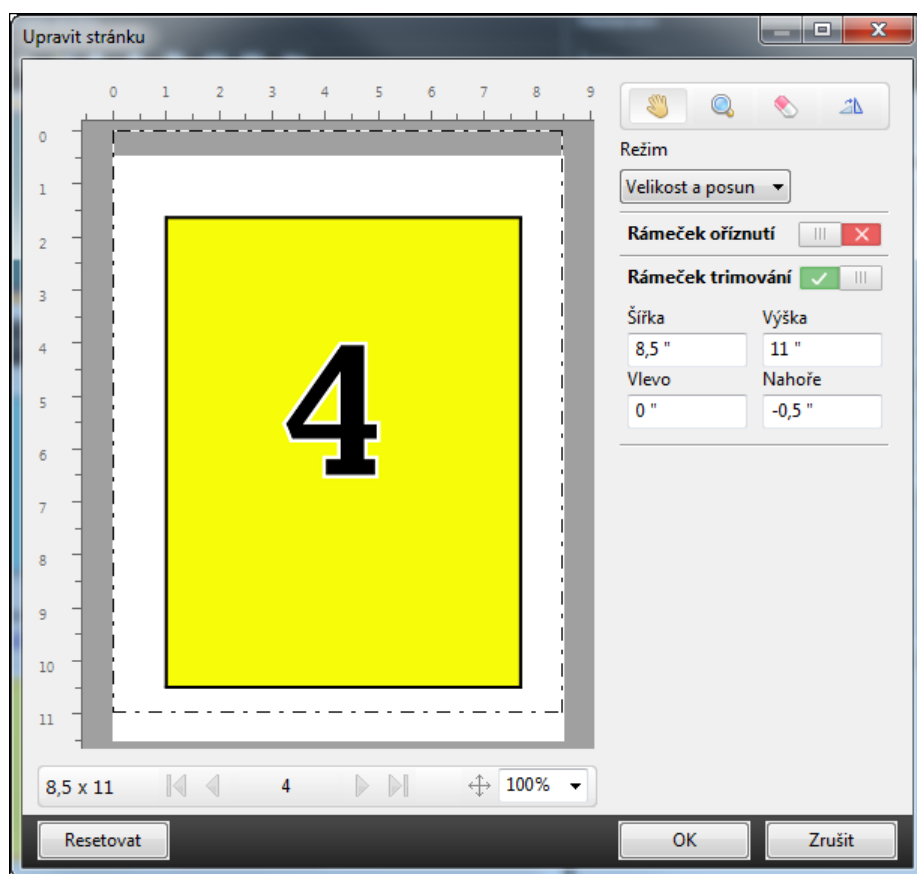 Upravit stránku
0 1 2 3 4 5 6 7 8 9
0
1
2
3
4
5
6
7
8
9
10
11
4
Režim
Velikost a posun
Rámeček oříznutí
Rámeček trimování
Šířka Výška
8,5 " 11 "
Vlevo Nahoře
0 " -0,5 "
8,5 x 11 4 100%
Resetovat OK Zrušit